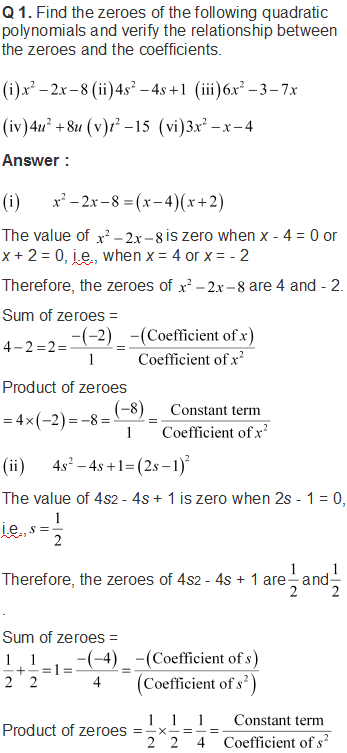 Q 1. Find the zeroes of the following quadratic
polynomials and verify the relationship between
the zeroes and the coefficients.
(i)x² – 2x – 8 (ii)4s² – 4s + 1 (iii)6x² – 3 – 7x
(iv)4u² + 8u (v)t² – 15 (vi)3x² – x – 4
Answer :
(i) x² – 2x – 8 = (x – 4)(x + 2)
The value of x² – 2x – 8 is zero when x - 4 = 0 or
x + 2 = 0, i.e., when x = 4 or x = - 2
Therefore, the zeroes of x² – 2x – 8 are 4 and - 2.
Sum of zeroes =
4 – 2 = 2 = –(–2)/1 = –(Coefficient of x)/Coefficient of x²
Product of zeroes
= 4×(–2) = –8 = (–8)/1 = Constant term/Coefficient of x²
(ii) 4s² – 4s + 1 = (2s – 1)²
The value of 4s2 - 4s + 1 is zero when 2s - 1 = 0,
i.e., s = 1/2
Therefore, the zeroes of 4s2 - 4s + 1 are 1/2 and 1/2
.
Sum of zeroes =
1/2 + 1/2 = 1 = –(–4)/4 = –(Coefficient of s)/(Coefficient of s²)
Product of zeroes = 1/2 × 1/2 = 1/4 = Constant term/Coefficient of s²